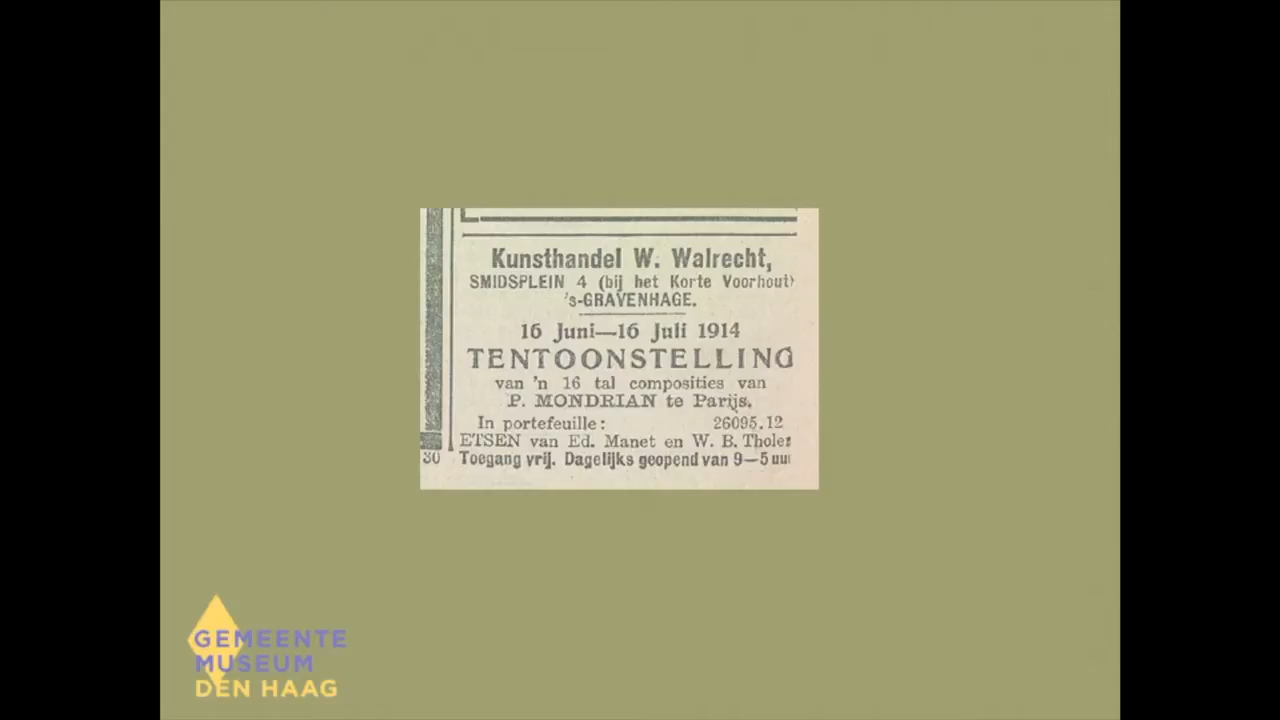 Kunsthandel W. Walrecht,
SMIDSPLEIN 4 (bij het Korte Voorhout)
's-GRAVENHAGE.
16 Juni—16 Juli 1914
TENTOONSTELLING
van 'n 16 tal composities van
P. MONDRIAN te Parijs.
In portefeuille: 26095.12
ETSEN van Ed. Manet en W. B. Tholen
30 Toegang vrij. Dagelijks geopend van 9—5 uur
GEMEENTE
MUSEUM
DEN HAAG